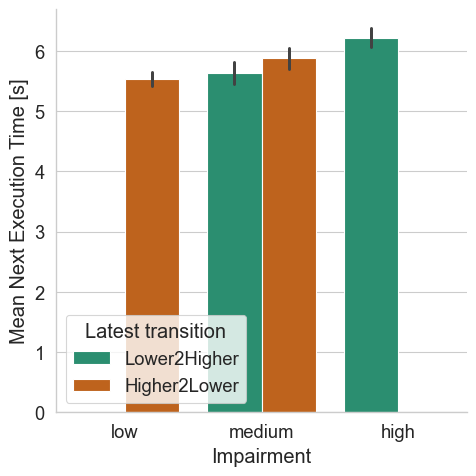 Mean Next Execution Time [s]
6
5
4
3
2
1
0
Latest transition
Lower2Higher
Higher2Lower
low
medium
high
Impairment